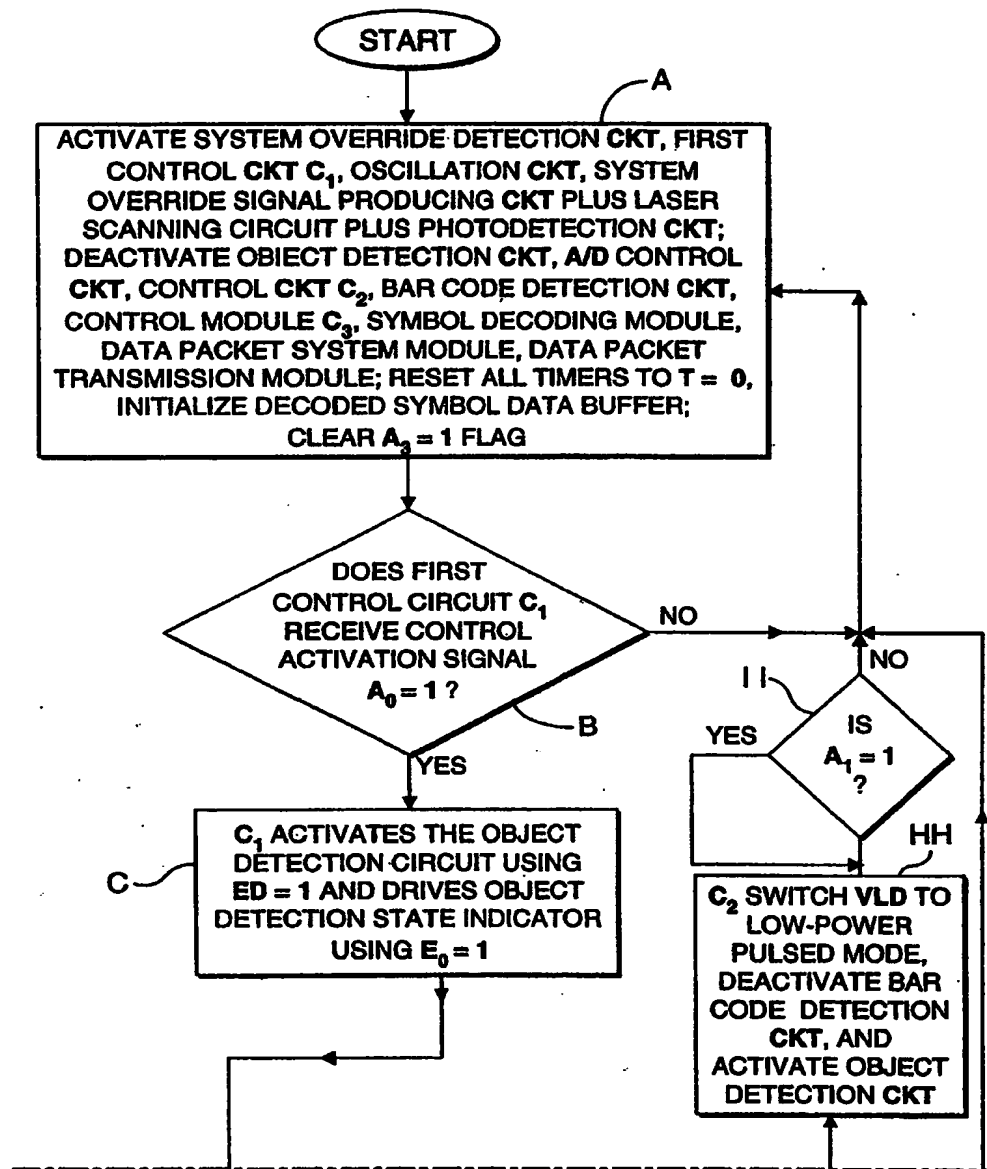 START
A
ACTIVATE SYSTEM OVERRIDE DETECTION CKT, FIRST
CONTROL CKT C₁, OSCILLATION CKT, SYSTEM
OVERRIDE SIGNAL PRODUCING CKT PLUS LASER
SCANNING CIRCUIT PLUS PHOTODETECTION CKT;
DEACTIVATE OBIECT DETECTION CKT, A/D CONTROL
CKT, CONTROL CKT C₂, BAR CODE DETECTION CKT,
CONTROL MODULE C₃, SYMBOL DECODING MODULE,
DATA PACKET SYSTEM MODULE, DATA PACKET
TRANSMISSION MODULE; RESET ALL TIMERS TO T = 0,
INITIALIZE DECODED SYMBOL DATA BUFFER;
CLEAR A₃ = 1 FLAG
DOES FIRST
CONTROL CIRCUIT C₁
RECEIVE CONTROL
ACTIVATION SIGNAL
A₀ = 1 ?
NO
B
YES
NO
I I
IS
A₁ = 1
?
YES
C₁ ACTIVATES THE OBJECT
DETECTION CIRCUIT USING
ED = 1 AND DRIVES OBJECT
DETECTION STATE INDICATOR
USING E₀ = 1
C
HH
C₂ SWITCH VLD TO
LOW-POWER
PULSED MODE,
DEACTIVATE BAR
CODE DETECTION
CKT, AND
ACTIVATE OBJECT
DETECTION CKT